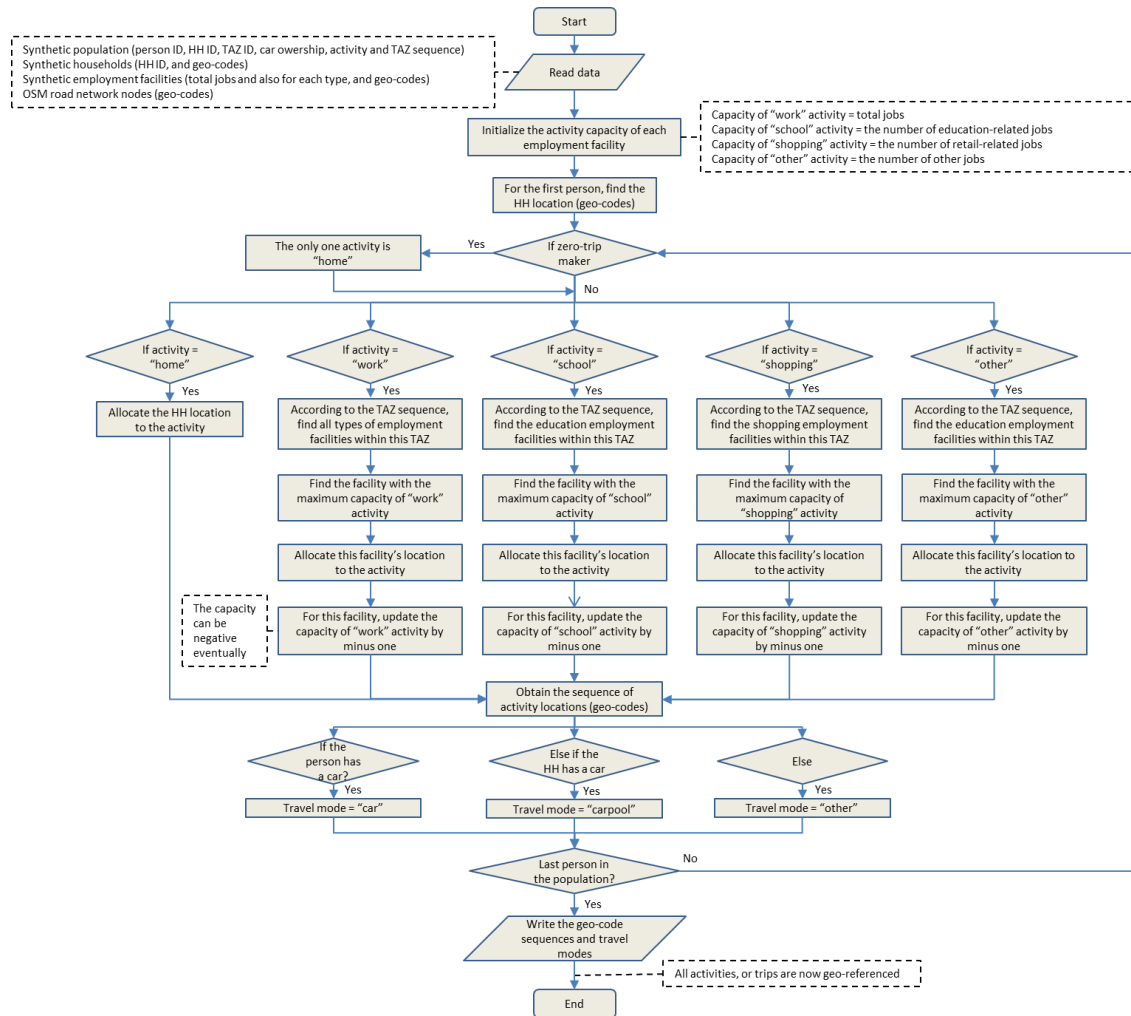 Start
Synthetic population (person ID, HH ID, TAZ ID, car owership, activity and TAZ sequence)
Synthetic households (HH ID, and geo-codes)
Synthetic employment facilities (total jobs and also for each type, and geo-codes)
OSM road network nodes (geo-codes)
Read data
Initialize the activity capacity of each
employment facility
Capacity of “work” activity = total jobs
Capacity of “school” activity = the number of education-related jobs
Capacity of “shopping” activity = the number of retail-related jobs
Capacity of “other” activity = the number of other jobs
For the first person, find the
HH location (geo-codes)
If zero-trip
maker
Yes
The only one activity is
“home”
No
If activity =
“home”
If activity =
“work”
If activity =
“school”
If activity =
“shopping”
If activity =
“other”
Yes
Yes
Yes
Yes
Yes
Allocate the HH location
to the activity
According to the TAZ sequence,
find all types of employment
facilities within this TAZ
According to the TAZ sequence,
find the education employment
facilities within this TAZ
According to the TAZ sequence,
find the shopping employment
facilities within this TAZ
According to the TAZ sequence,
find the education employment
facilities within this TAZ
Find the facility with the
maximum capacity of “work”
activity
Find the facility with the
maximum capacity of “school”
activity
Find the facility with the
maximum capacity of
“shopping” activity
Find the facility with the
maximum capacity of “other”
activity
Allocate this facility’s location
to the activity
Allocate this facility’s location
to the activity
Allocate this facility’s location
to the activity
Allocate this facility’s location to
the activity
The capacity
can be
negative
eventually
For this facility, update the
capacity of “work” activity by
minus one
For this facility, update the
capacity of “school” activity by
minus one
For this facility, update the
capacity of “shopping” activity
by minus one
For this facility, update the
capacity of “other” activity by
minus one
Obtain the sequence of
activity locations (geo-codes)
If the
person has
a car?
Else if the
HH has a car
Else
Yes
Yes
Yes
Travel mode = “car”
Travel mode = “carpool”
Travel mode = “other”
Last person in
the population?
No
Yes
Write the geo-code
sequences and travel
modes
All activities, or trips are now geo-referenced
End